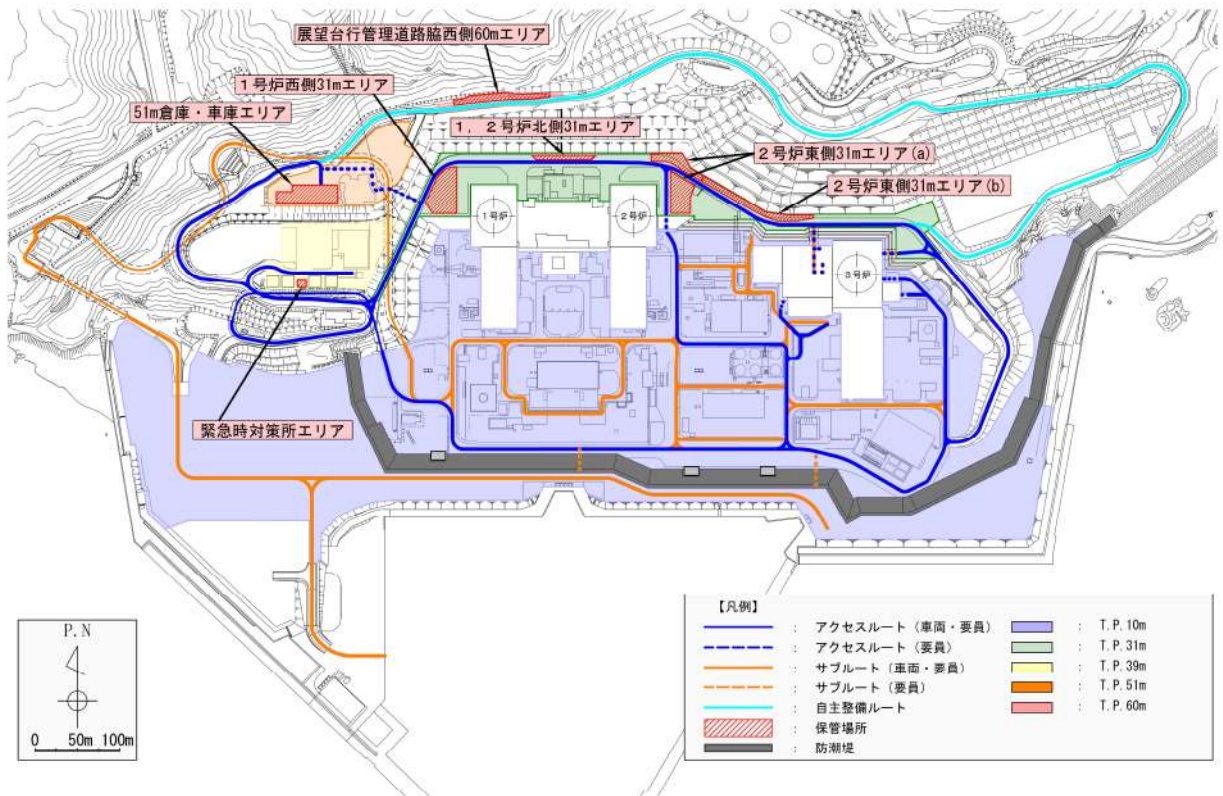 展望台行管理道路脇西側60mエリア
1号炉西側31mエリア
51m倉庫・車庫エリア
1，2号炉北側31mエリア
2号炉東側31mエリア(a)
2号炉東側31mエリア(b)
1号炉
2号炉
3号炉
緊急時対策所エリア
P.N
0 50m 100m
【凡例】
: アクセスルート（車両・要員）
: アクセスルート（要員）
: サブルート（車両・要員）
: サブルート（要員）
: 自主整備ルート
: 保管場所
: 防潮堤
: T.P.10m
: T.P.31m
: T.P.39m
: T.P.51m
: T.P.60m